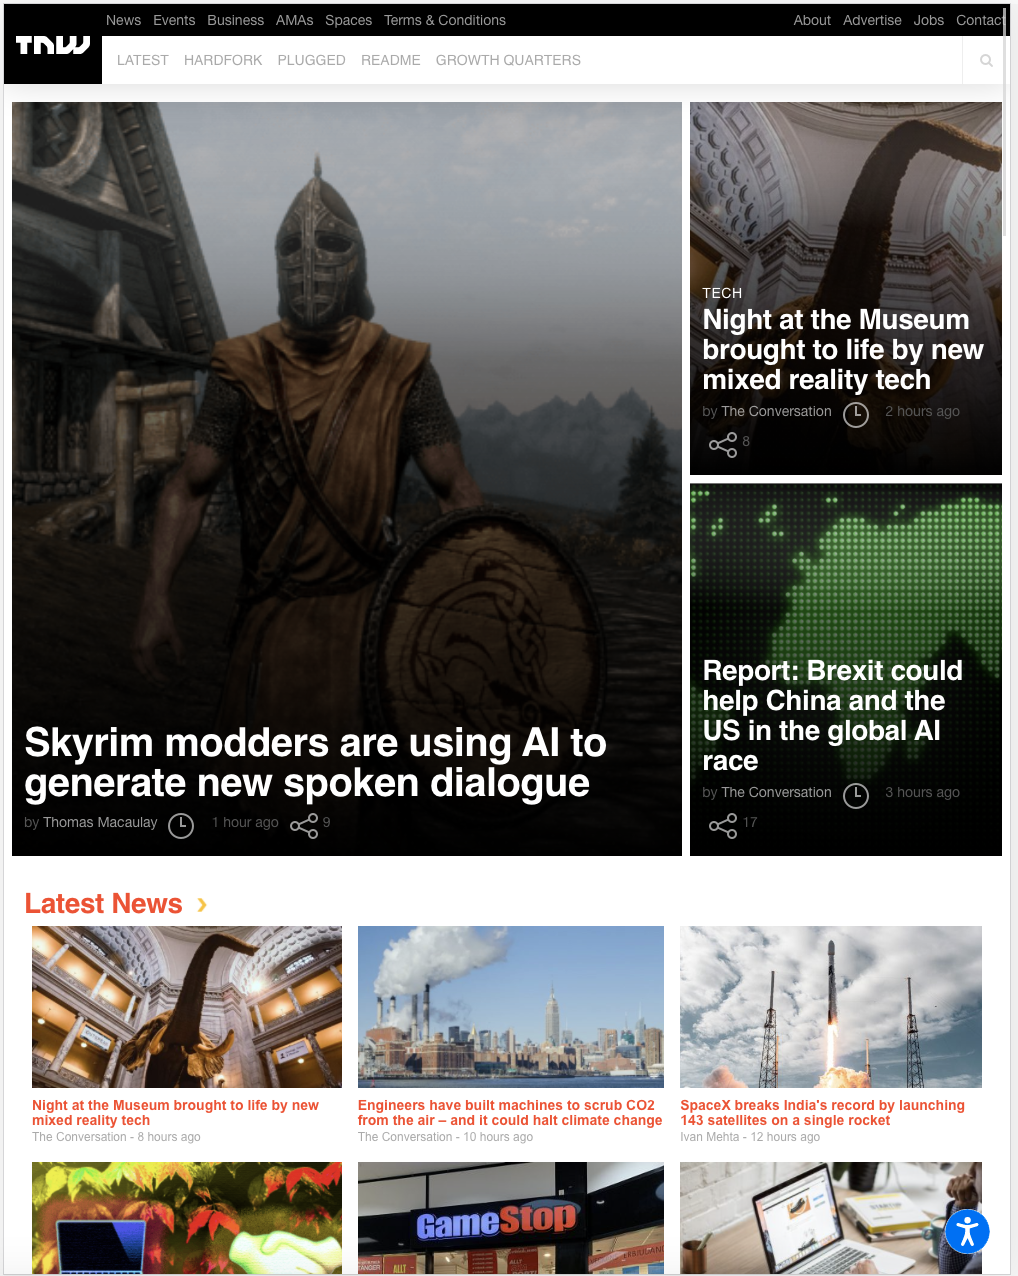 News Events Business AMAs Spaces Terms & Conditions About Advertise Jobs Contact
TNW
LATEST HARDFORK PLUGGED README GROWTH QUARTERS
TECH
Night at the Museum
brought to life by new
mixed reality tech
by The Conversation 2 hours ago
8
Report: Brexit could
help China and the
US in the global AI
race
by The Conversation 3 hours ago
17
Skyrim modders are using AI to
generate new spoken dialogue
by Thomas Macaulay 1 hour ago 9
Latest News ›
Night at the Museum brought to life by new
mixed reality tech
The Conversation - 8 hours ago
Engineers have built machines to scrub CO2
from the air – and it could halt climate change
The Conversation - 10 hours ago
SpaceX breaks India's record by launching
143 satellites on a single rocket
Ivan Mehta - 12 hours ago
GameStop